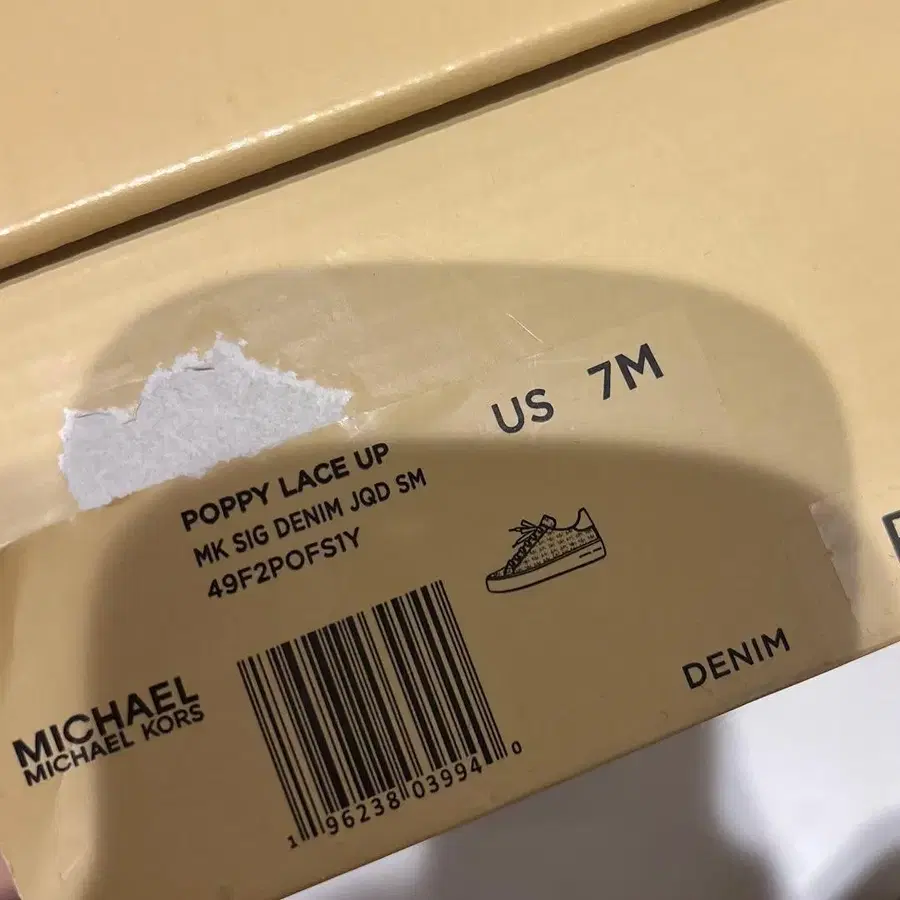 US 7M
POPPY LACE UP
MK SIG DENIM JQD SM
49F2POFS1Y
DENIM
MICHAEL
MICHAEL KORS
1 96238 03994 0